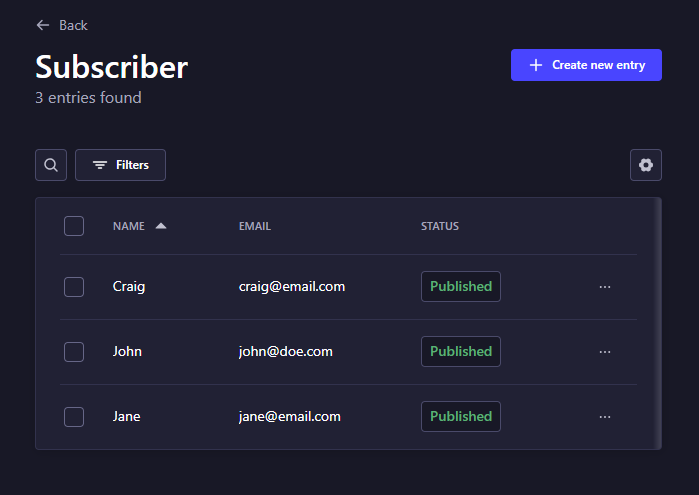 Back
Subscriber
Create new entry
3 entries found
Filters
NAME EMAIL STATUS
Craig craig@email.com Published
John john@doe.com Published
Jane jane@email.com Published